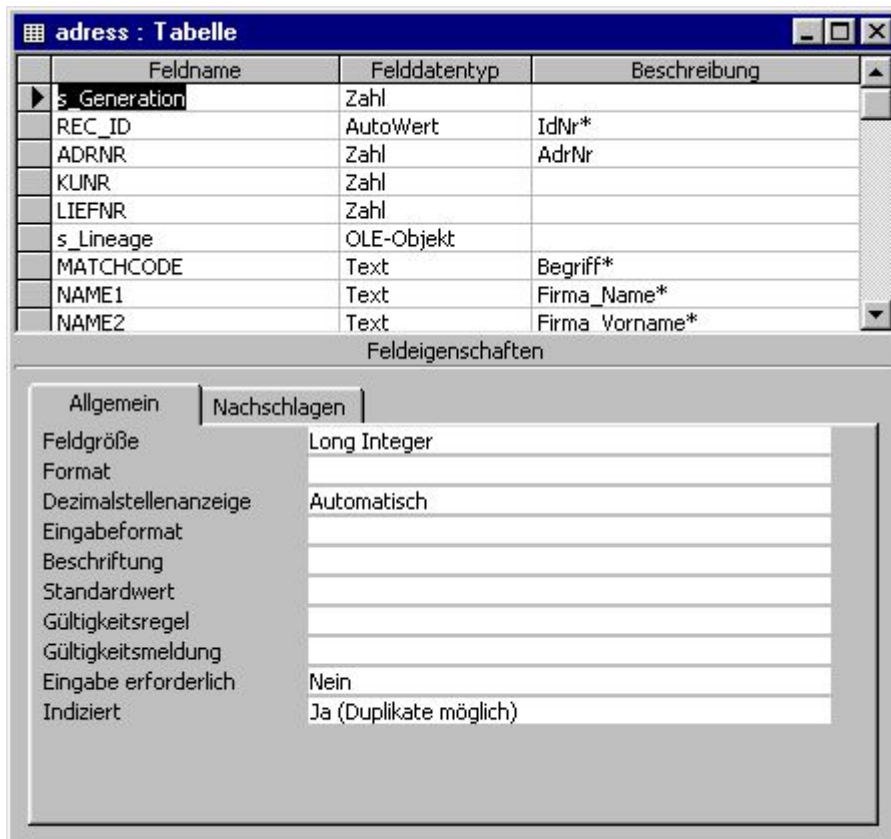 adress : Tabelle
Feldname Felddatentyp Beschreibung
s_Generation Zahl
REC_ID AutoWert IdNr*
ADRNR Zahl AdrNr
KUNR Zahl
LIEFNR Zahl
s_Lineage OLE-Objekt
MATCHCODE Text Begriff*
NAME1 Text Firma_Name*
NAME2 Text Firma_Vorname*
Feldeigenschaften
Allgemein Nachschlagen
Feldgröße Long Integer
Format
Dezimalstellenanzeige Automatisch
Eingabeformat
Beschriftung
Standardwert
Gültigkeitsregel
Gültigkeitsmeldung
Eingabe erforderlich Nein
Indiziert Ja (Duplikate möglich)